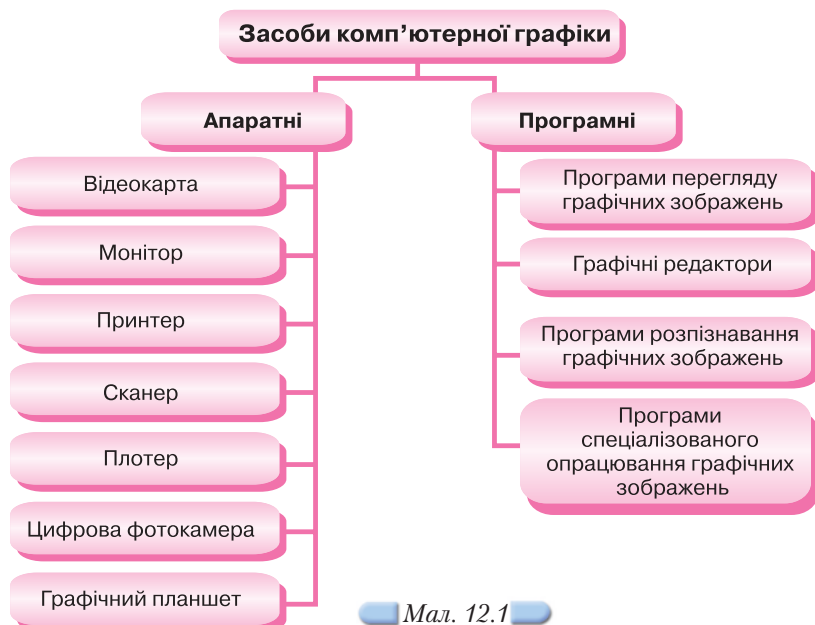 Засоби комп’ютерної графіки
Апаратні
Відеокарта
Монітор
Принтер
Сканер
Плотер
Цифрова фотокамера
Графічний планшет
Програмні
Програми перегляду
графічних зображень
Графічні редактори
Програми розпізнавання
графічних зображень
Програми
спеціалізованого
опрацювання графічних
зображень
Мал. 12.1